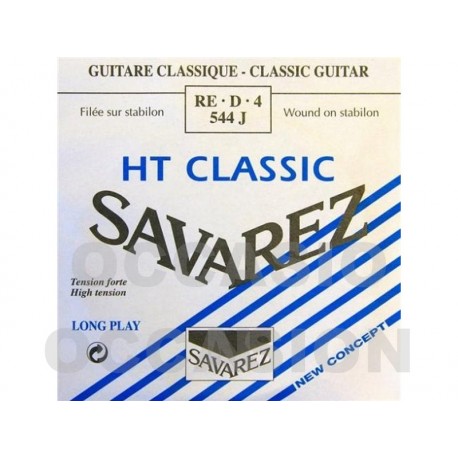 GUITARE CLASSIQUE - CLASSIC GUITAR
Filée sur stabilon
RE · D · 4
544 J
Wound on stabilon
HT CLASSIC
SAVAREZ
OCCASIO
Tension forte
High tension
LONG PLAY
SAVAREZ
NEW CONCEPT
OCCASION